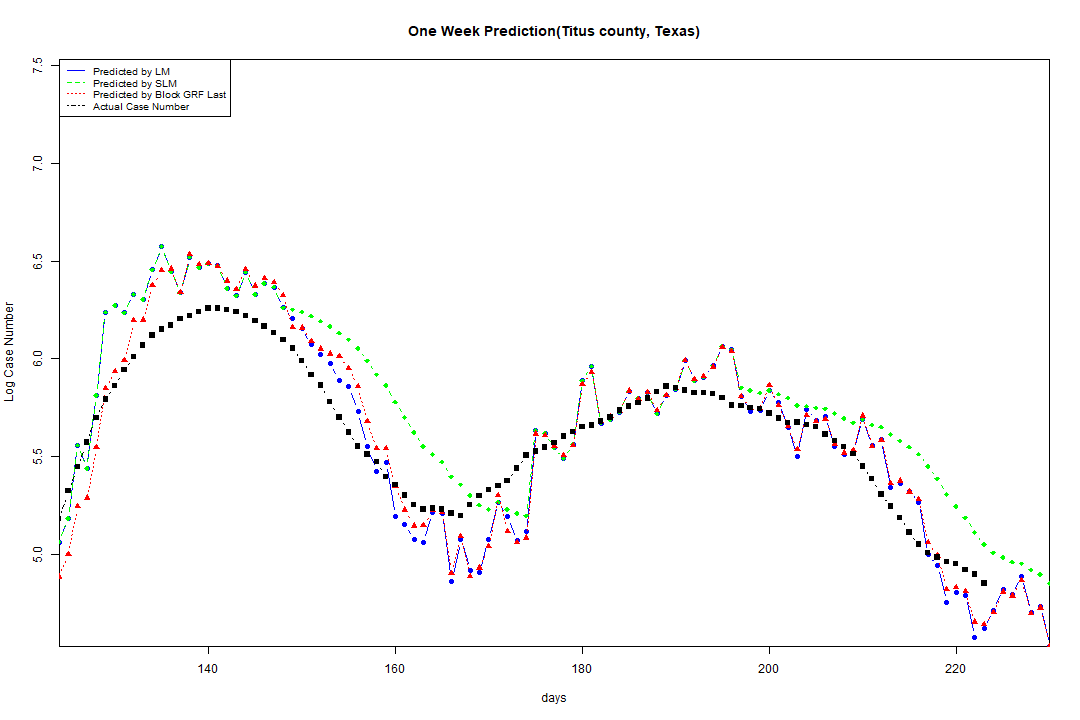 One Week Prediction(Titus county, Texas)
Predicted by LM
Predicted by SLM
Predicted by Block GRF Last
Actual Case Number
7.5
7.0
6.5
6.0
5.5
5.0
Log Case Number
140 160 180 200 220
days